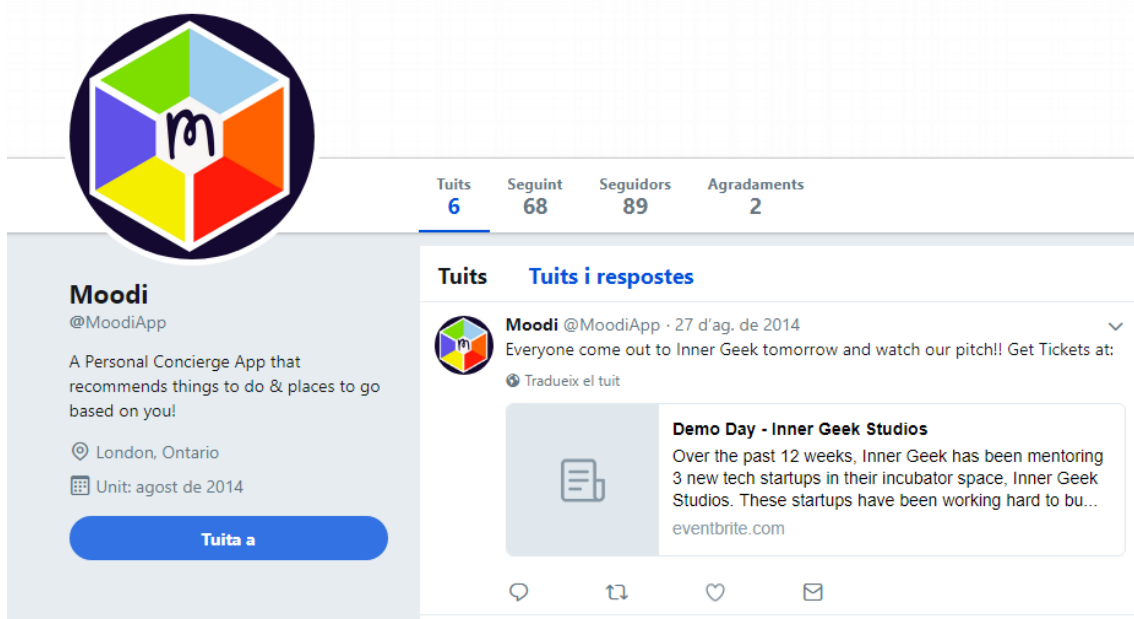 m
Tuits Seguint Seguidors Agradaments
6 68 89 2
Moodi
@MoodiApp
A Personal Concierge App that
recommends things to do & places to go
based on you!
London, Ontario
Unit: agost de 2014
Tuita a
Tuits Tuits i respostes
m
Moodi @MoodiApp · 27 d'ag. de 2014
Everyone come out to Inner Geek tomorrow and watch our pitch!! Get Tickets at:
Tradueix el tuit
Demo Day - Inner Geek Studios
Over the past 12 weeks, Inner Geek has been mentoring
3 new tech startups in their incubator space, Inner Geek
Studios. These startups have been working hard to bu...
eventbrite.com